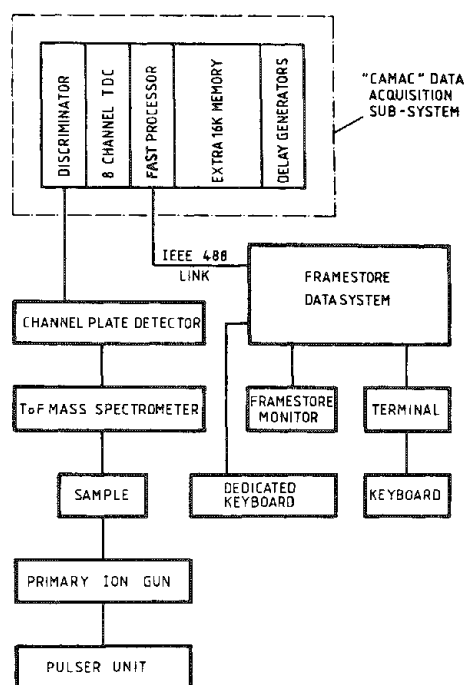 DISCRIMINATOR
8 CHANNEL TDC
FAST PROCESSOR
EXTRA 16K MEMORY
DELAY GENERATORS
"CAMAC" DATA
ACQUISITION
SUB-SYSTEM
IEEE 488
LINK
FRAMESTORE
DATA SYSTEM
CHANNEL PLATE DETECTOR
ToF MASS SPECTROMETER
FRAMESTORE
MONITOR
TERMINAL
SAMPLE
DEDICATED
KEYBOARD
KEYBOARD
PRIMARY ION GUN
PULSER UNIT